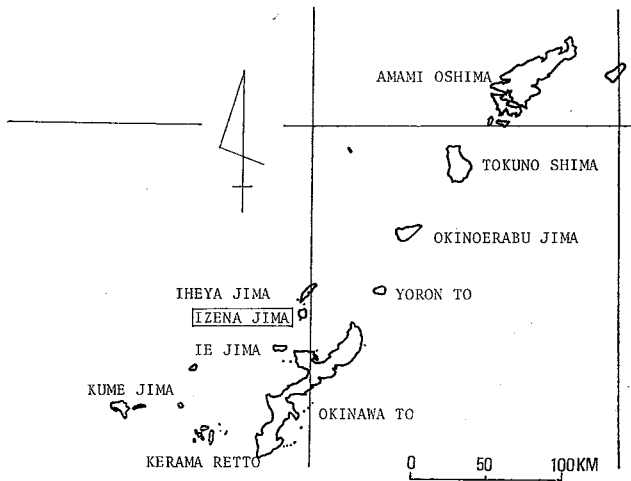 AMAMI OSHIMA
TOKUNO SHIMA
OKINOERABU JIMA
IHEYA JIMA
YORON TO
IZENA JIMA
IE JIMA
KUME JIMA
OKINAWA TO
KERAMA RETTO
0 50 100KM